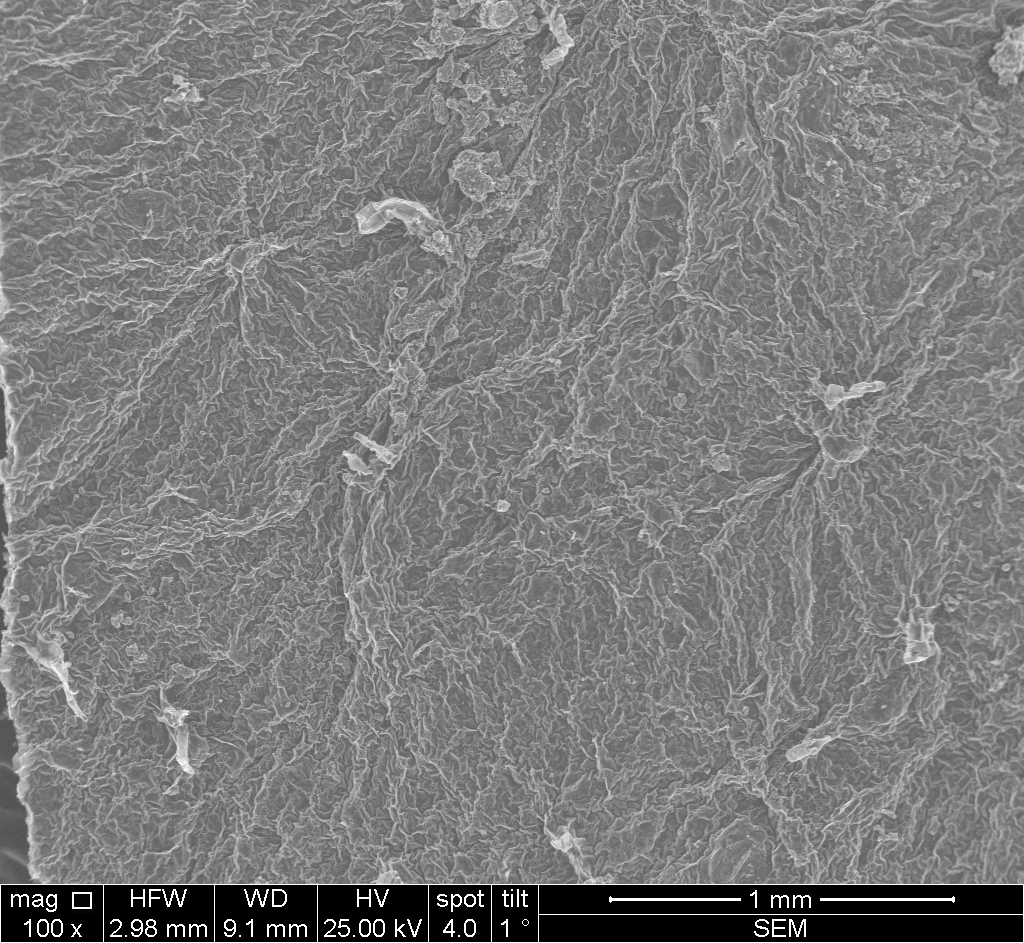 mag □ HFW WD HV spot tilt 1 mm
100 x 2.98 mm 9.1 mm 25.00 kV 4.0 1 ° SEM